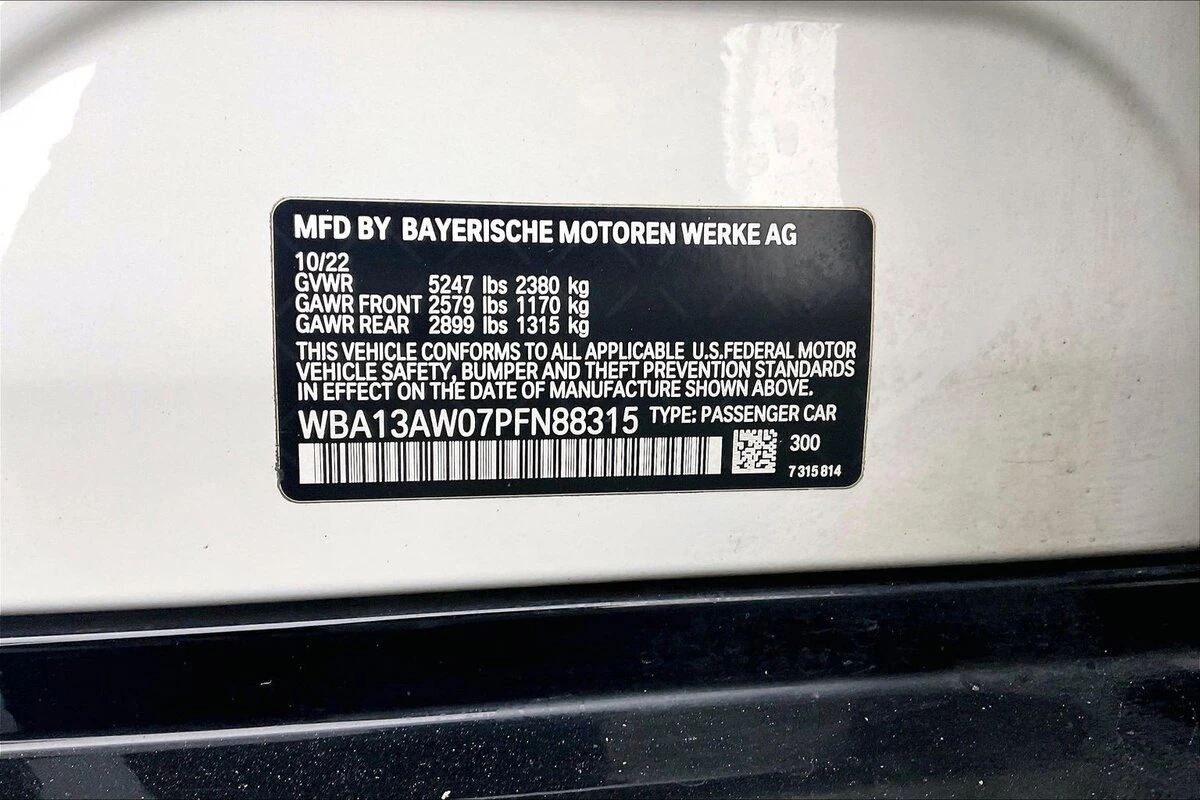 MFD BY BAYERISCHE MOTOREN WERKE AG
10/22
GVWR 5247 lbs 2380 kg
GAWR FRONT 2579 lbs 1170 kg
GAWR REAR 2899 lbs 1315 kg
THIS VEHICLE CONFORMS TO ALL APPLICABLE U.S.FEDERAL MOTOR
VEHICLE SAFETY, BUMPER AND THEFT PREVENTION STANDARDS
IN EFFECT ON THE DATE OF MANUFACTURE SHOWN ABOVE.
WBA13AW07PFN88315 TYPE: PASSENGER CAR
300
7 315 814